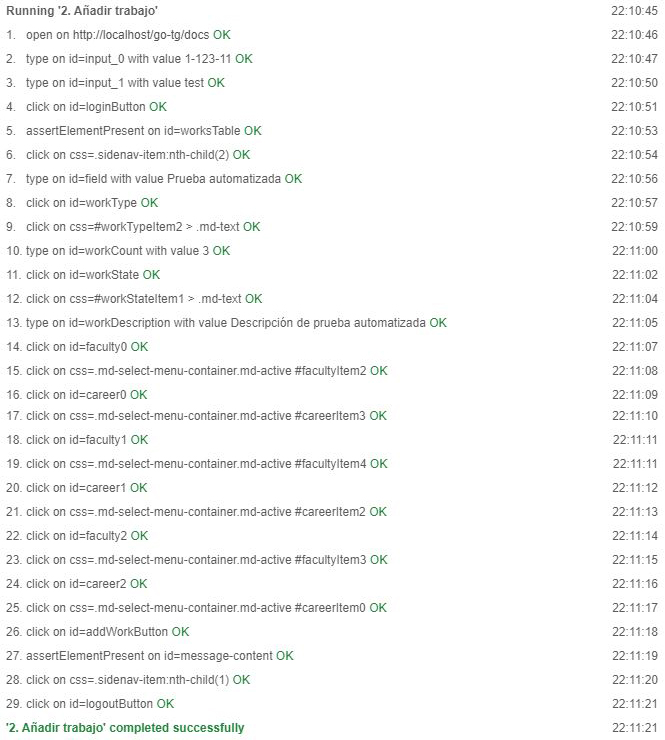 Running '2. Añadir trabajo' 22:10:45
1. open on http://localhost/go-tg/docs OK 22:10:46
2. type on id=input_0 with value 1-123-11 OK 22:10:47
3. type on id=input_1 with value test OK 22:10:50
4. click on id=loginButton OK 22:10:51
5. assertElementPresent on id=worksTable OK 22:10:53
6. click on css=.sidenav-item:nth-child(2) OK 22:10:54
7. type on id=field with value Prueba automatizada OK 22:10:56
8. click on id=workType OK 22:10:57
9. click on css=#workTypeItem2 > .md-text OK 22:10:59
10. type on id=workCount with value 3 OK 22:11:00
11. click on id=workState OK 22:11:02
12. click on css=#workStateItem1 > .md-text OK 22:11:04
13. type on id=workDescription with value Descripción de prueba automatizada OK 22:11:05
14. click on id=faculty0 OK 22:11:07
15. click on css=.md-select-menu-container.md-active #facultyItem2 OK 22:11:08
16. click on id=career0 OK 22:11:09
17. click on css=.md-select-menu-container.md-active #careerItem3 OK 22:11:10
18. click on id=faculty1 OK 22:11:11
19. click on css=.md-select-menu-container.md-active #facultyItem4 OK 22:11:11
20. click on id=career1 OK 22:11:12
21. click on css=.md-select-menu-container.md-active #careerItem2 OK 22:11:13
22. click on id=faculty2 OK 22:11:14
23. click on css=.md-select-menu-container.md-active #facultyItem3 OK 22:11:15
24. click on id=career2 OK 22:11:16
25. click on css=.md-select-menu-container.md-active #careerItem0 OK 22:11:17
26. click on id=addWorkButton OK 22:11:18
27. assertElementPresent on id=message-content OK 22:11:19
28. click on css=.sidenav-item:nth-child(1) OK 22:11:20
29. click on id=logoutButton OK 22:11:21
'2. Añadir trabajo' completed successfully 22:11:21